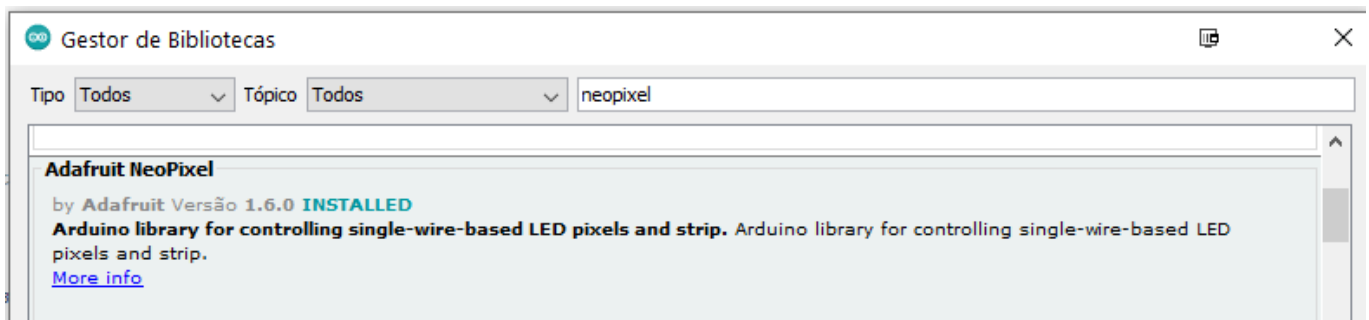 Gestor de Bibliotecas
Tipo Todos Tópico Todos neopixel
Adafruit NeoPixel
by Adafruit Versão 1.6.0 INSTALLED
Arduino library for controlling single-wire-based LED pixels and strip. Arduino library for controlling single-wire-based LED
pixels and strip.
More info